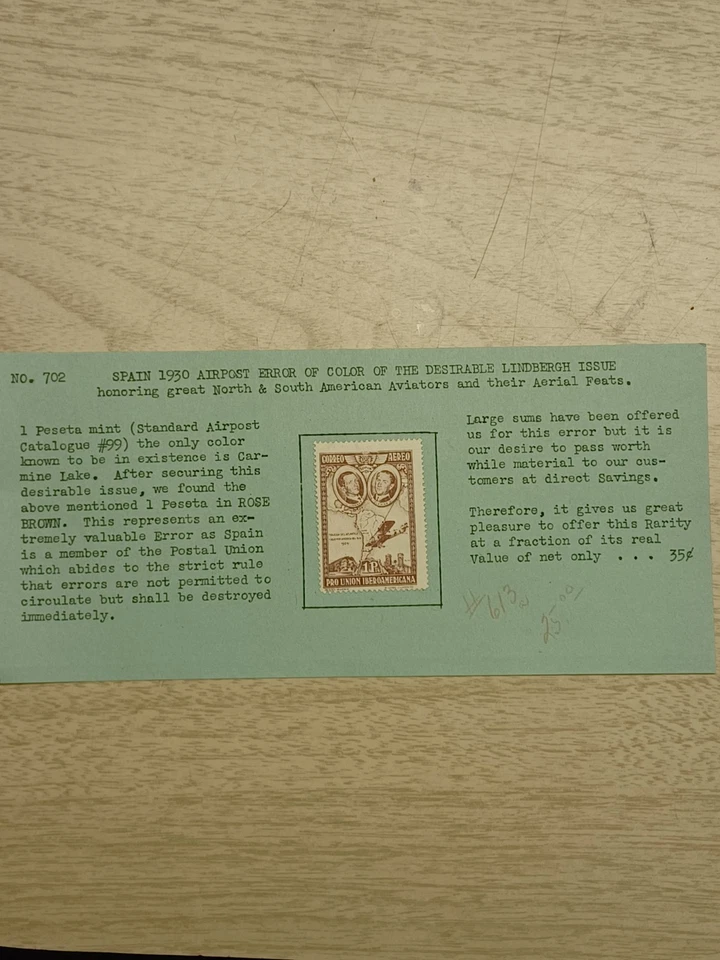 NO. 702
SPAIN 1930 AIRPOST ERROR OF COLOR OF THE DESIRABLE LINDBERGH ISSUE
honoring great North & South American Aviators and their Aerial Feats.
1 Peseta mint (Standard Airpost
Catalogue #99) the only color
known to be in existence is Car-
mine Lake. After securing this
desirable issue, we found the
above mentioned 1 Peseta in ROSE
BROWN. This represents an ex-
tremely valuable Error as Spain
is a member of the Postal Union
which abides to the strict rule
that errors are not permitted to
circulate but shall be destroyed
immediately.
CORREO AEREO
1P
PRO UNION IBEROAMERICANA
Large sums have been offered
us for this error but it is
our desire to pass worth
while material to our cus-
tomers at direct Savings.
Therefore, it gives us great
pleasure to offer this Rarity
at a fraction of its real
Value of net only . . . 35¢